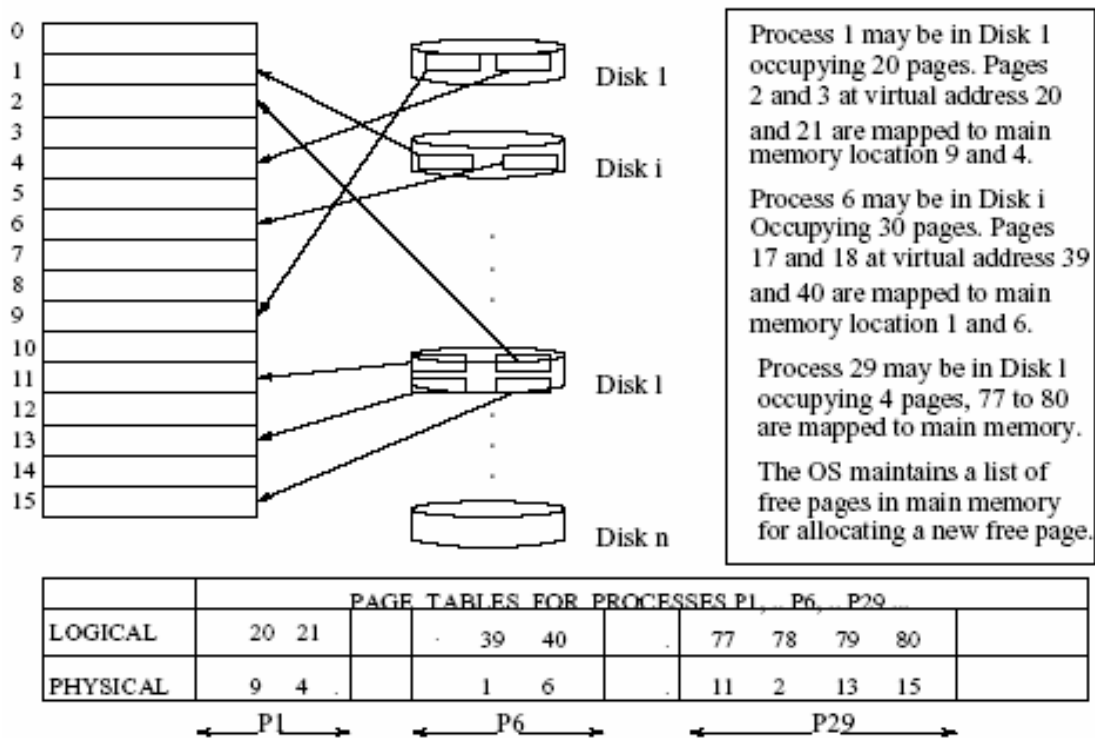 0
1
2
3
4
5
6
7
8
9
10
11
12
13
14
15
Disk 1
Disk i
Disk l
Disk n
Process 1 may be in Disk 1
occupying 20 pages. Pages
2 and 3 at virtual address 20
and 21 are mapped to main
memory location 9 and 4.
Process 6 may be in Disk i
Occupying 30 pages. Pages
17 and 18 at virtual address 39
and 40 are mapped to main
memory location 1 and 6.
Process 29 may be in Disk l
occupying 4 pages, 77 to 80
are mapped to main memory.
The OS maintains a list of
free pages in main memory
for allocating a new free page.
PAGE TABLES FOR PROCESSES P1, .. P6, .. P29 ...
LOGICAL 20 21 . 39 40 . 77 78 79 80
PHYSICAL 9 4 . 1 6 . 11 2 13 15
P1 P6 P29